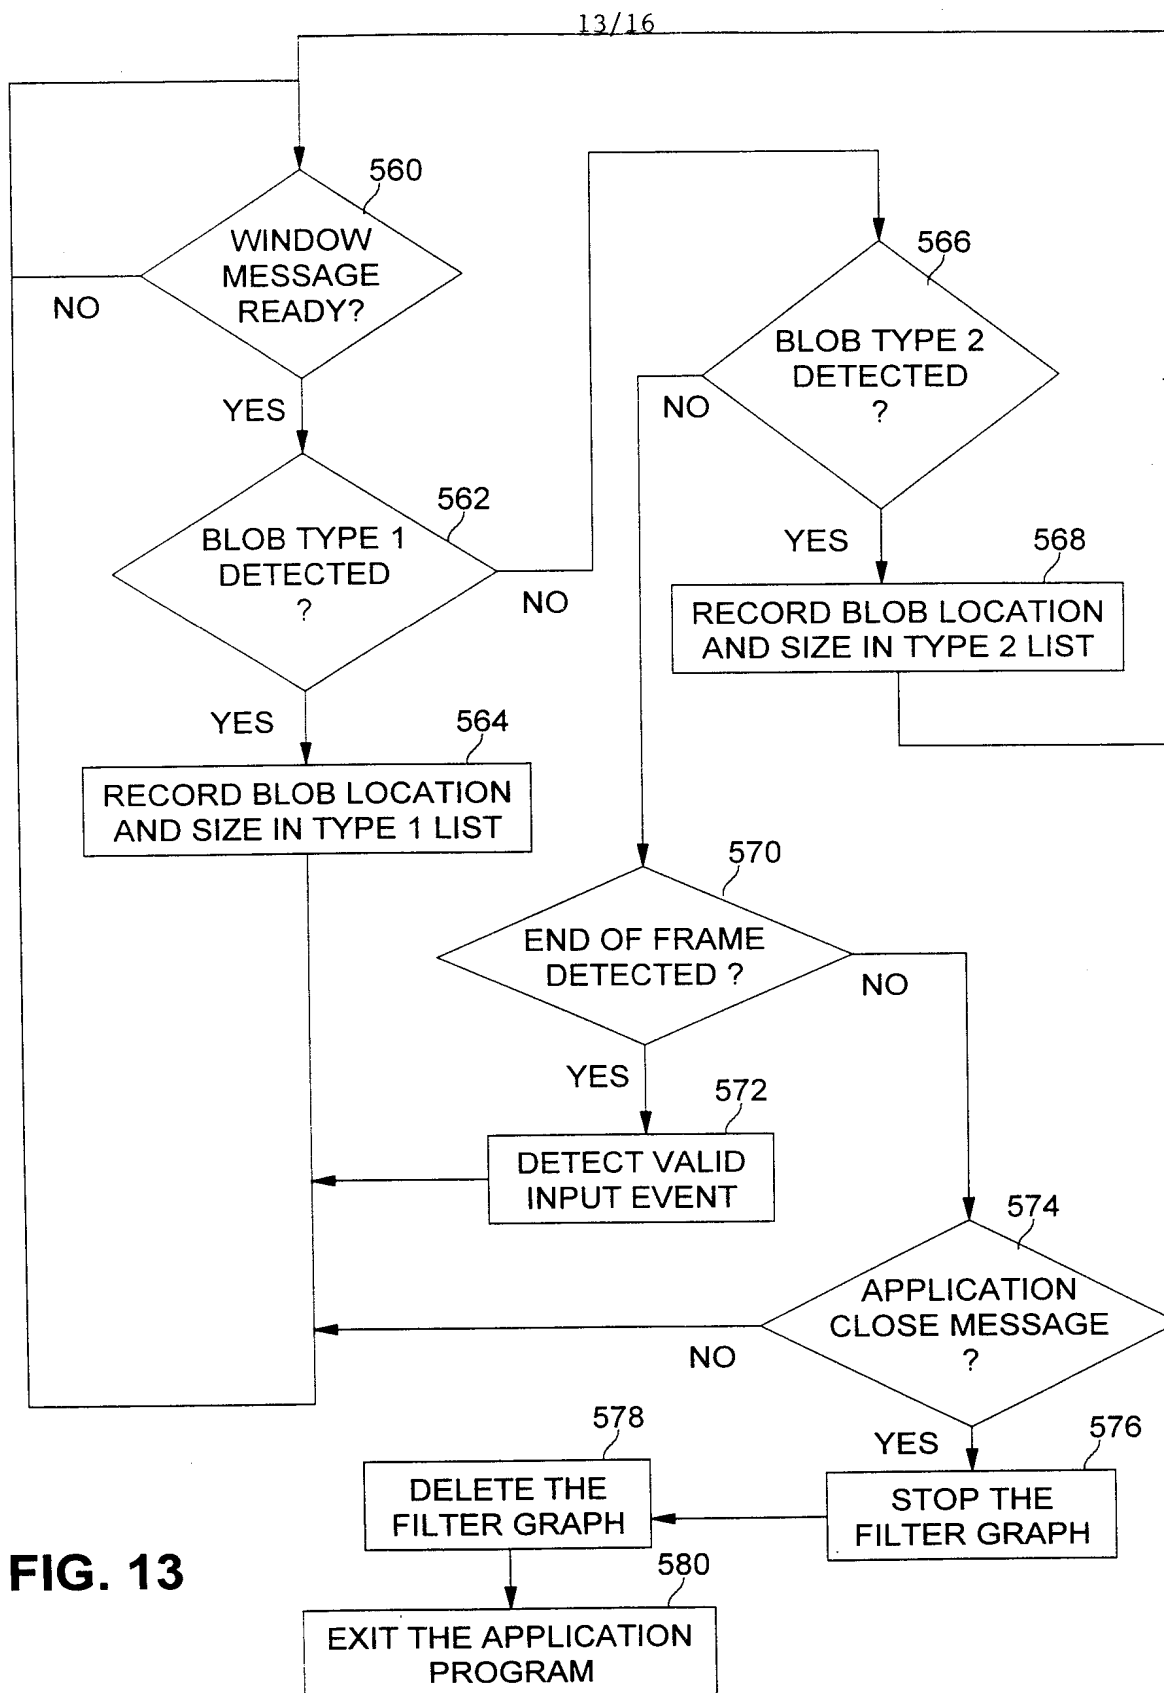 13/16
560
WINDOW
MESSAGE
READY?
NO
YES
562
BLOB TYPE 1
DETECTED
?
NO
YES
564
RECORD BLOB LOCATION
AND SIZE IN TYPE 1 LIST
566
BLOB TYPE 2
DETECTED
?
NO
YES
568
RECORD BLOB LOCATION
AND SIZE IN TYPE 2 LIST
570
END OF FRAME
DETECTED ?
NO
YES
572
DETECT VALID
INPUT EVENT
574
APPLICATION
CLOSE MESSAGE
?
NO
YES
576
STOP THE
FILTER GRAPH
578
DELETE THE
FILTER GRAPH
580
EXIT THE APPLICATION
PROGRAM
FIG. 13